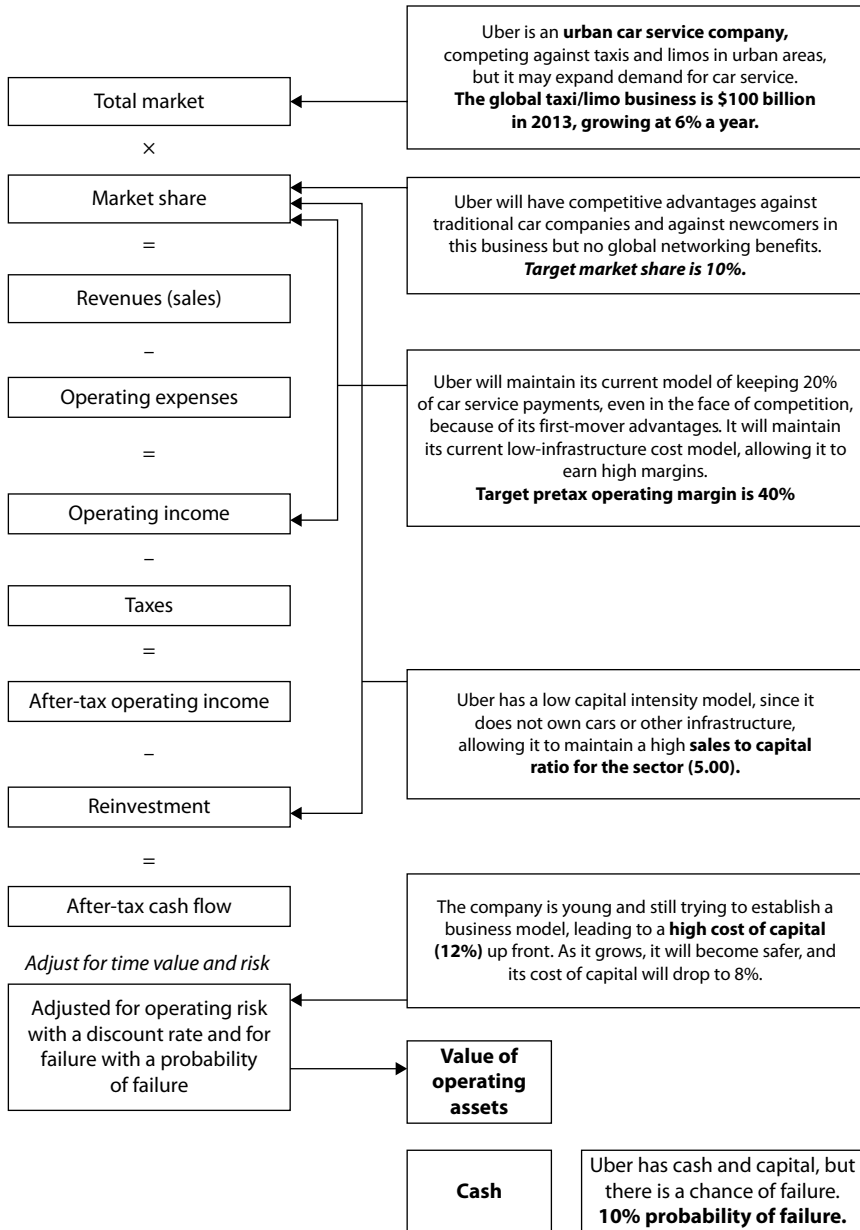 Total market
×
Market share
=
Revenues (sales)
–
Operating expenses
=
Operating income
–
Taxes
=
After-tax operating income
–
Reinvestment
=
After-tax cash flow
Adjust for time value and risk
Adjusted for operating risk
with a discount rate and for
failure with a probability
of failure
Uber is an urban car service company,
competing against taxis and limos in urban areas,
but it may expand demand for car service.
The global taxi/limo business is $100 billion
in 2013, growing at 6% a year.
Uber will have competitive advantages against
traditional car companies and against newcomers in
this business but no global networking benefits.
Target market share is 10%.
Uber will maintain its current model of keeping 20%
of car service payments, even in the face of competition,
because of its first-mover advantages. It will maintain
its current low-infrastructure cost model, allowing it to
earn high margins.
Target pretax operating margin is 40%
Uber has a low capital intensity model, since it
does not own cars or other infrastructure,
allowing it to maintain a high sales to capital
ratio for the sector (5.00).
The company is young and still trying to establish a
business model, leading to a high cost of capital
(12%) up front. As it grows, it will become safer, and
its cost of capital will drop to 8%.
Value of
operating
assets
Cash
Uber has cash and capital, but
there is a chance of failure.
10% probability of failure.